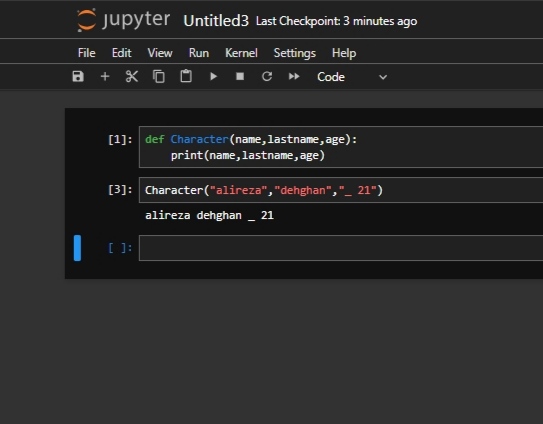 jupyter Untitled3 Last Checkpoint: 3 minutes ago
File Edit View Run Kernel Settings Help
Code
[1]: def Character(name,lastname,age):
print(name,lastname,age)
[3]: Character("alireza","dehghan","_ 21")
alireza dehghan _ 21
[ ]: